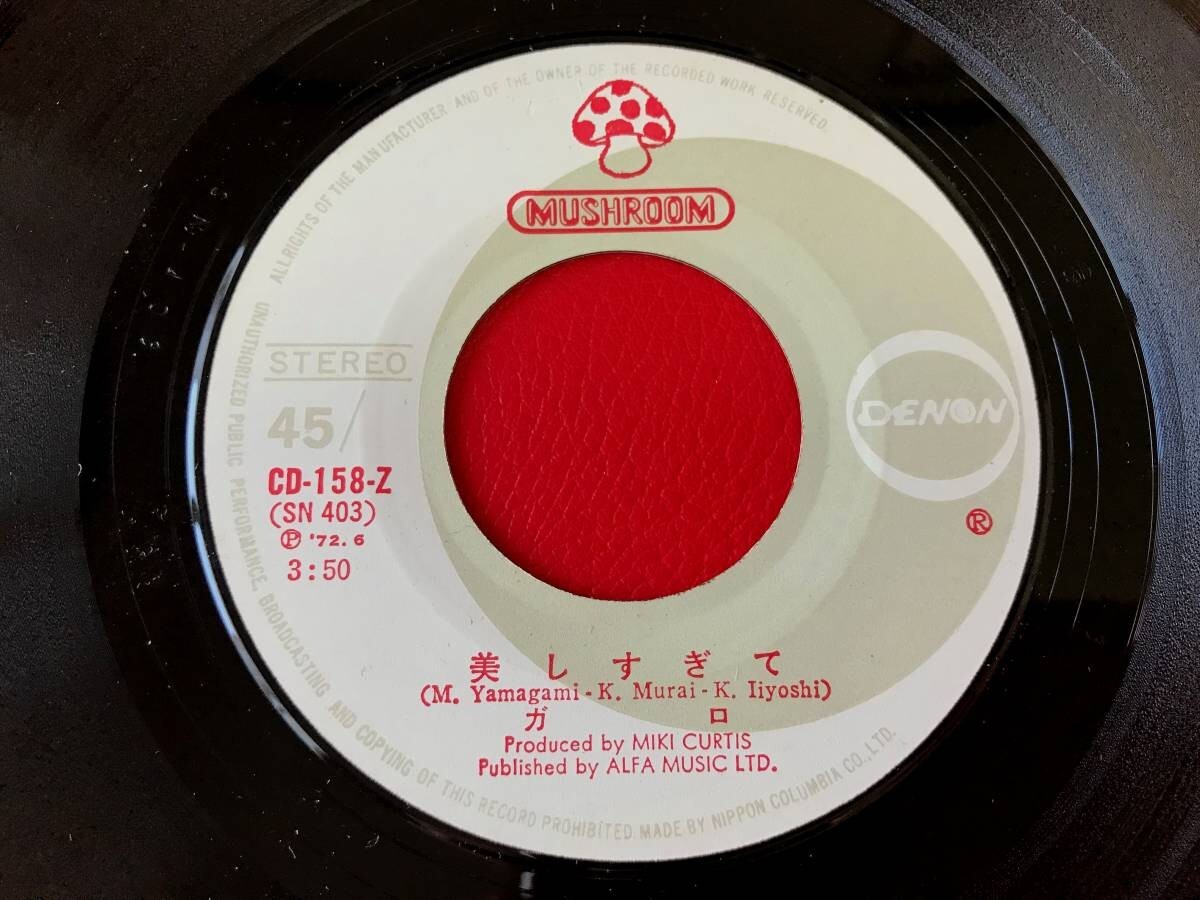 ALL RIGHTS OF THE MANUFACTURER AND OF THE OWNER OF THE RECORDED WORK RESERVED.
MUSHROOM
STEREO
45/
DENON
CD-158-Z
(SN 403)
Ⓟ '72.6
3:50
®
美しすぎて
(M. Yamagami - K. Murai - K. Iiyoshi)
ガロ
Produced by MIKI CURTIS
Published by ALFA MUSIC LTD.
UNAUTHORIZED PUBLIC PERFORMANCE, BROADCASTING AND COPYING OF THIS RECORD PROHIBITED. MADE BY NIPPON COLUMBIA CO., LTD.